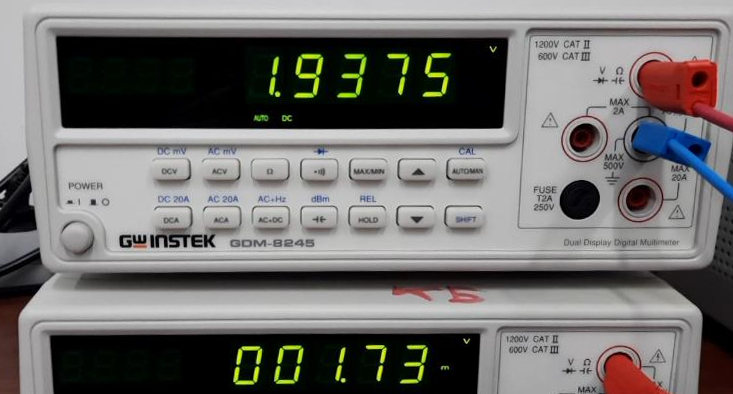 1.9375 V
AUTO DC
1200V CAT II
600V CAT III
V Ω
MAX 2A
MAX 500V
MAX 20A
FUSE
T2A
250V
Dual Display Digital Multimeter
POWER
DC mV AC mV CAL
DCV ACV Ω MAX/MIN AUTO/MAN
DC 20A AC 20A AC+Hz dBm REL
DCA ACA AC+DC HOLD SHIFT
GW INSTEK GDM-8245
001.73 m V
1200V CAT II
600V CAT III
V Ω
MAX